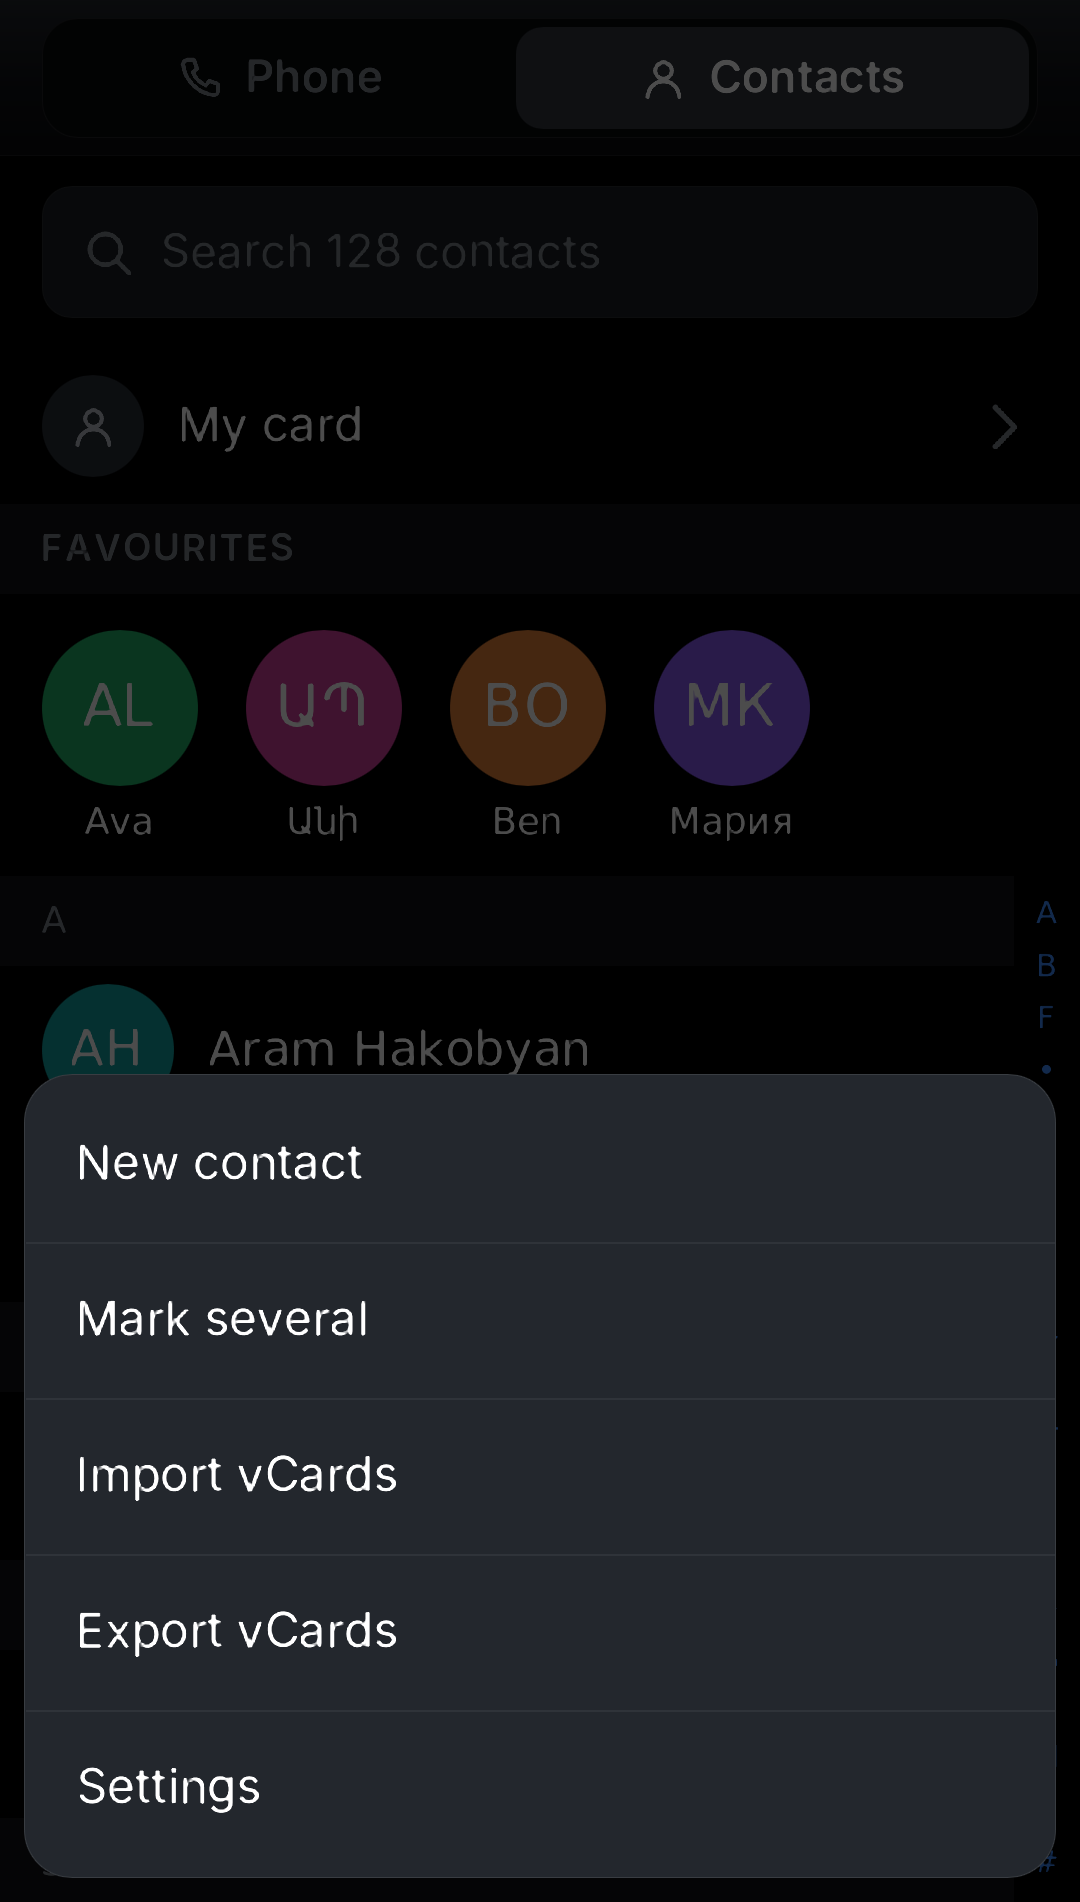 Phone
Contacts
Search 128 contacts
My card
FAVOURITES
AL
ԱՊ
BO
МК
Ava
Անի
Ben
Мария
A
A
B
F
•
AH
Aram Hakobyan
New contact
Mark several
Import vCards
Export vCards
Settings
#